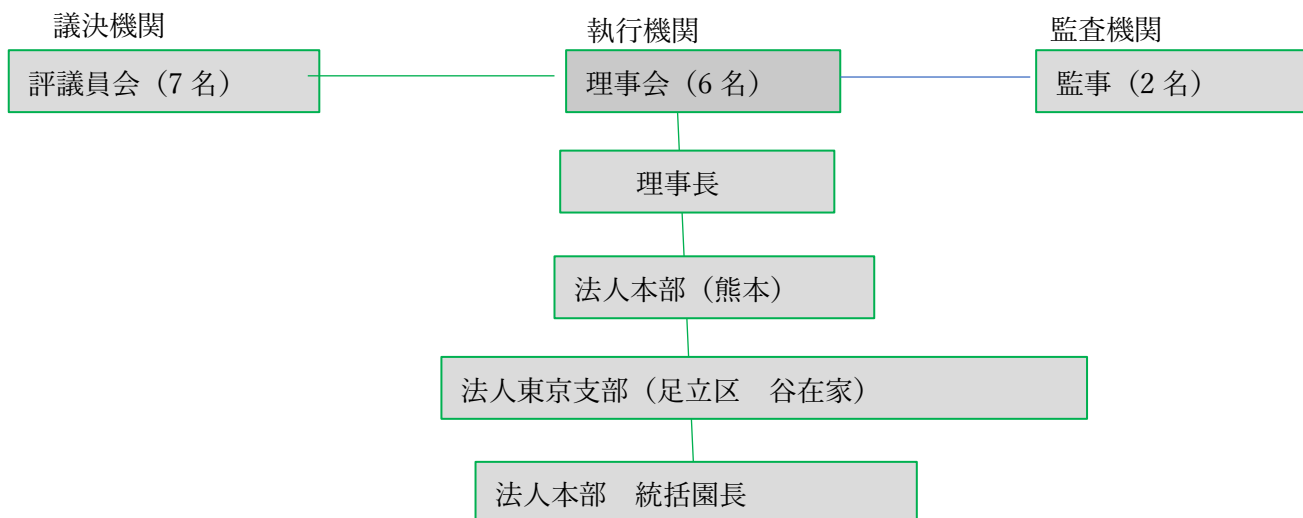 議決機関
執行機関
監査機関
評議員会（7 名）
理事会（6 名）
監事（2 名）
理事長
法人本部（熊本）
法人東京支部（足立区　谷在家）
法人本部　統括園長